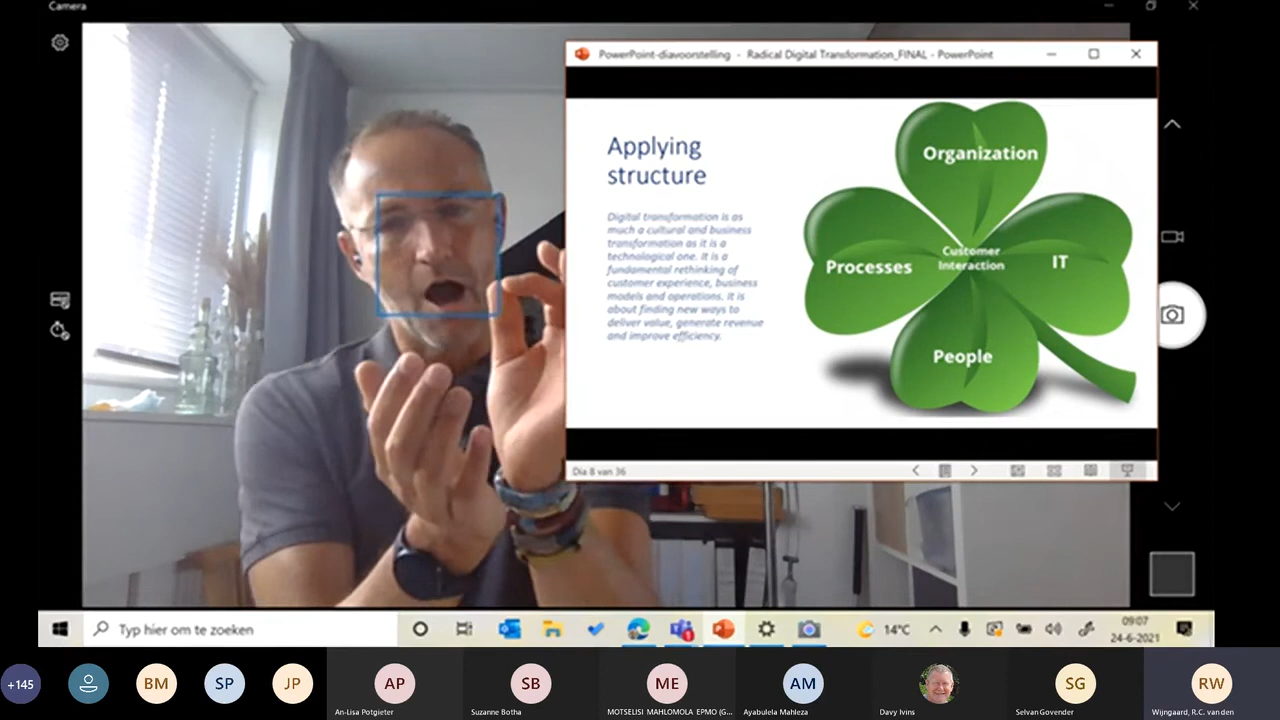 Camera
PowerPoint-diavoorstelling - Radical Digital Transformation_FINAL - PowerPoint
Applying
structure
Digital transformation is as
much a cultural and business
transformation as it is a
technological one. It is a
fundamental rethinking of
customer experience, business
models and operations. It is
about finding new ways to
deliver value, generate revenue
and improve efficiency.
Organization
Processes
Customer
Interaction
IT
People
Dia 8 van 36
Typ hier om te zoeken
14°C
09:07
24-6-2021
+145
BM
SP
JP
AP
SB
ME
AM
SG
RW
An-Lisa Potgieter
Suzanne Botha
MOTSELISI MAHLOMOLA EPMO (G...
Ayabulela Mahleza
Davy Ivins
Selvan Govender
Wijngaard, R.C. van den